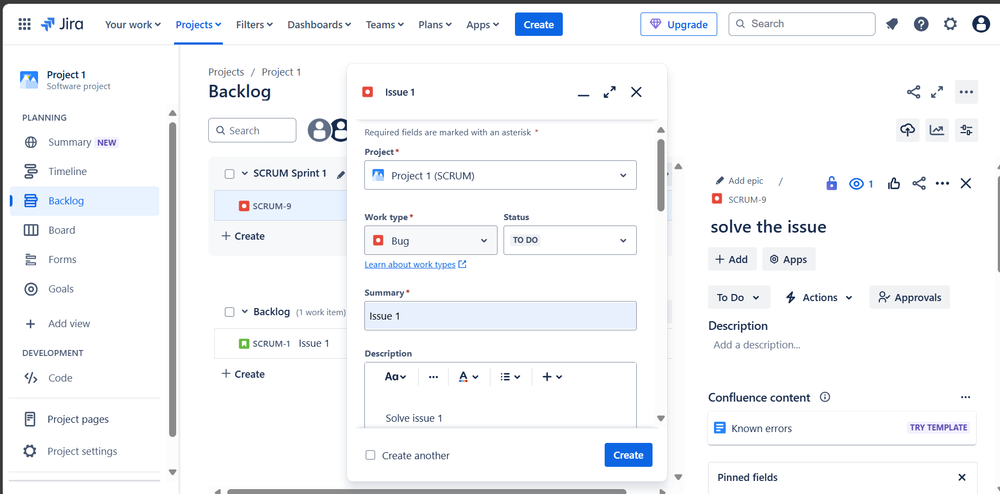 Jira
Your work
Projects
Filters
Dashboards
Teams
Plans
Apps
Create
Upgrade
Search
Project 1
Software project
PLANNING
Summary NEW
Timeline
Backlog
Board
Forms
Goals
Add view
DEVELOPMENT
Code
Project pages
Project settings
Projects / Project 1
Backlog
Search
SCRUM Sprint 1
SCRUM-9
+ Create
Backlog (1 work item)
SCRUM-1 Issue 1
+ Create
Issue 1
Required fields are marked with an asterisk *
Project *
Project 1 (SCRUM)
Work type *
Status
Bug
TO DO
Learn about work types
Summary *
Issue 1
Description
Aa
A
Solve issue 1
Create another
Create
Add epic /
1
SCRUM-9
solve the issue
+ Add
Apps
To Do
Actions
Approvals
Description
Add a description...
Confluence content
Known errors
TRY TEMPLATE
Pinned fields